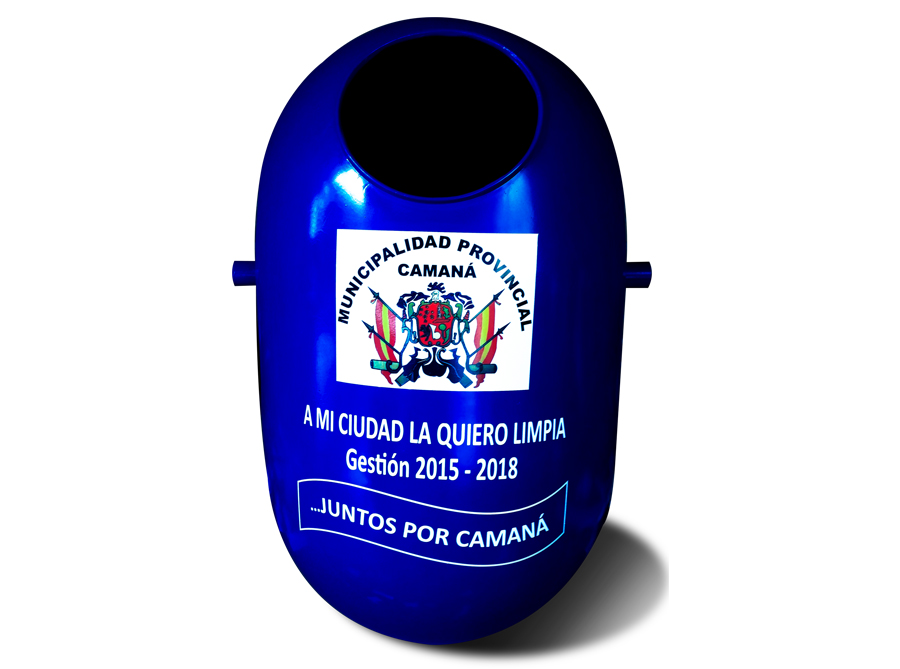 MUNICIPALIDAD PROVINCIAL
CAMANÁ
A MI CIUDAD LA QUIERO LIMPIA
Gestión 2015 - 2018
...JUNTOS POR CAMANÁ